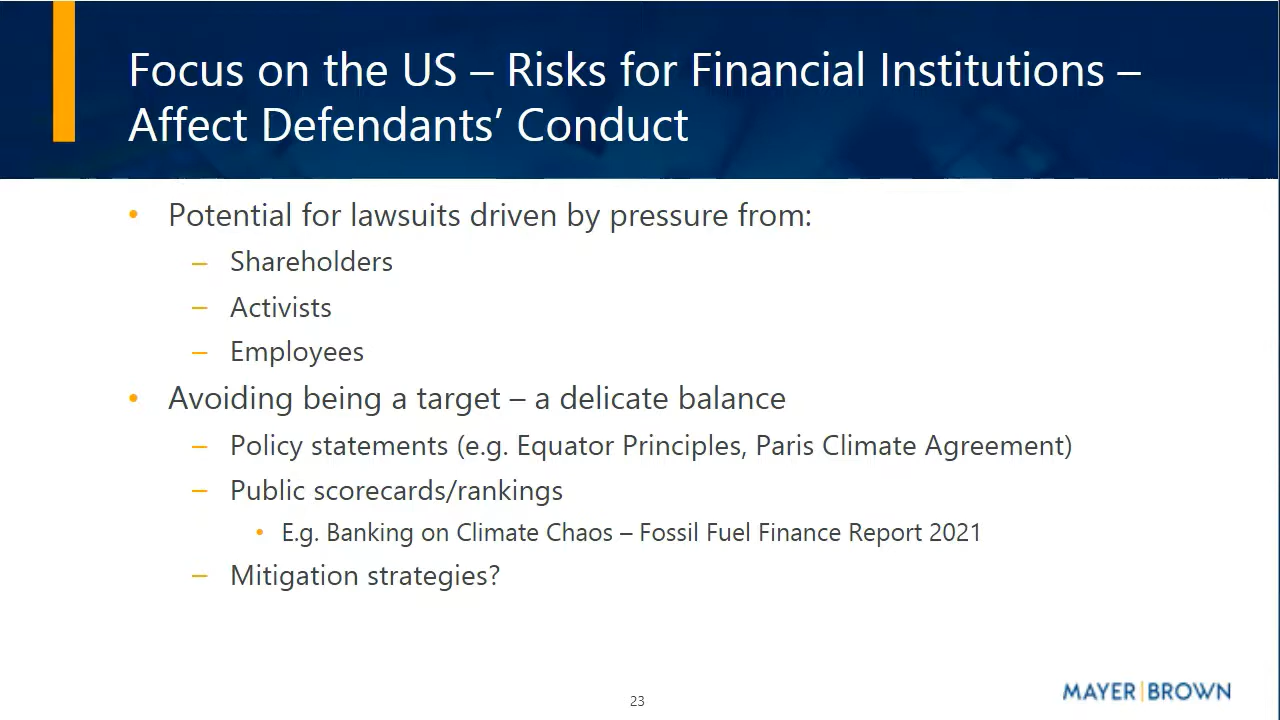 Focus on the US – Risks for Financial Institutions –
Affect Defendants’ Conduct
• Potential for lawsuits driven by pressure from:
– Shareholders
– Activists
– Employees
• Avoiding being a target – a delicate balance
– Policy statements (e.g. Equator Principles, Paris Climate Agreement)
– Public scorecards/rankings
• E.g. Banking on Climate Chaos – Fossil Fuel Finance Report 2021
– Mitigation strategies?
23
MAYER | BROWN